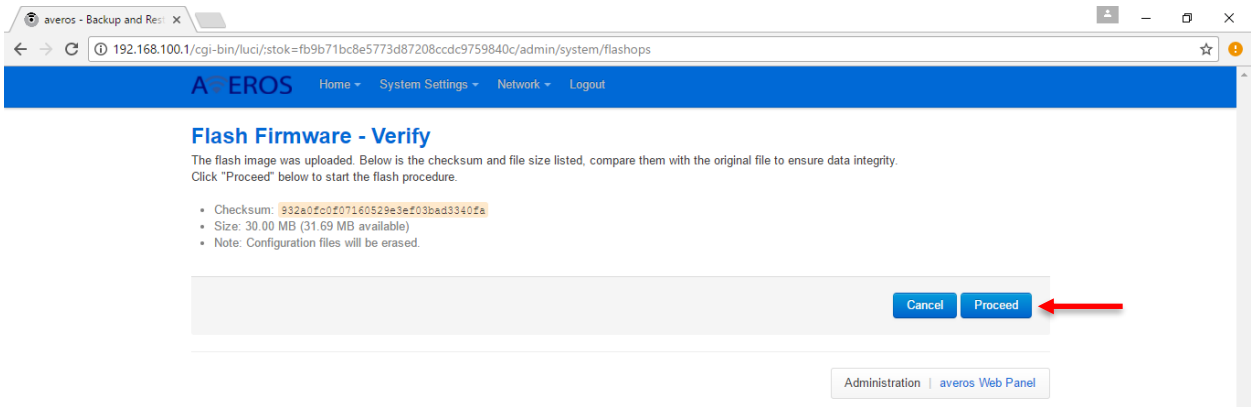 averos - Backup and Rest
192.168.100.1/cgi-bin/luci/;stok=fb9b71bc8e5773d87208ccdc9759840c/admin/system/flashops
AVEROS Home System Settings Network Logout
Flash Firmware - Verify
The flash image was uploaded. Below is the checksum and file size listed, compare them with the original file to ensure data integrity.
Click "Proceed" below to start the flash procedure.
Checksum: 932a0fc0f07160529e3ef03bad3340fa
Size: 30.00 MB (31.69 MB available)
Note: Configuration files will be erased.
Cancel Proceed
Administration | averos Web Panel